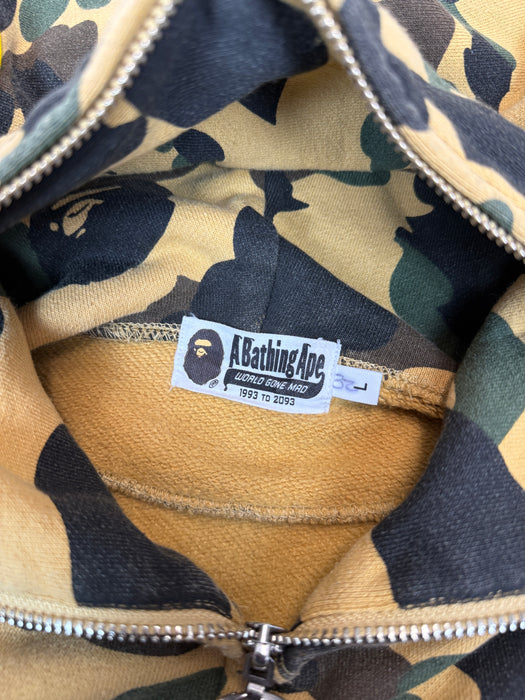 A Bathing Ape
®
WORLD GONE MAD
1993 TO 2093
L